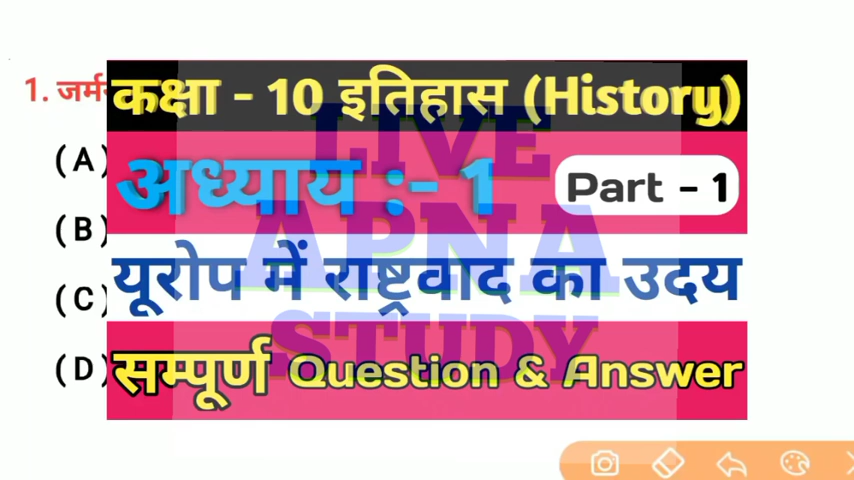 1. जर्म
कक्षा - 10 इतिहास (History)
(A)
अध्याय :- 1
Part - 1
(B)
यूरोप में राष्ट्रवाद का उदय
(C)
(D)
सम्पूर्ण Question & Answer
LIVE
APNA
STUDY